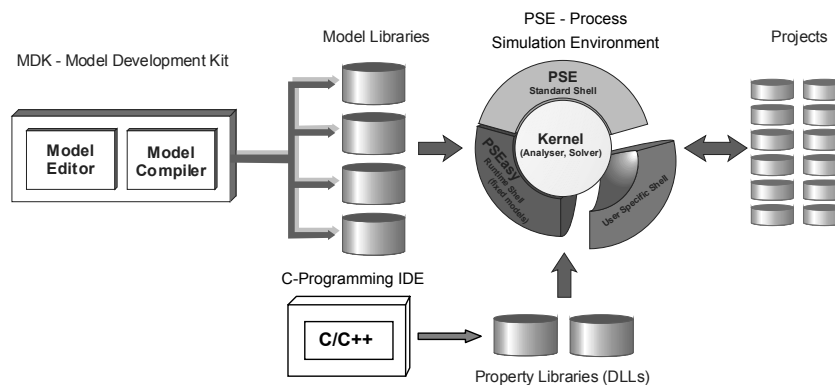 PSE - Process
Simulation Environment
Model Libraries
Projects
MDK - Model Development Kit
Model
Editor
Model
Compiler
PSE
Standard Shell
Kernel
(Analyser, Solver)
PSEasy
Runtime Shell
(fixed models)
User Specific Shell
C-Programming IDE
C/C++
Property Libraries (DLLs)